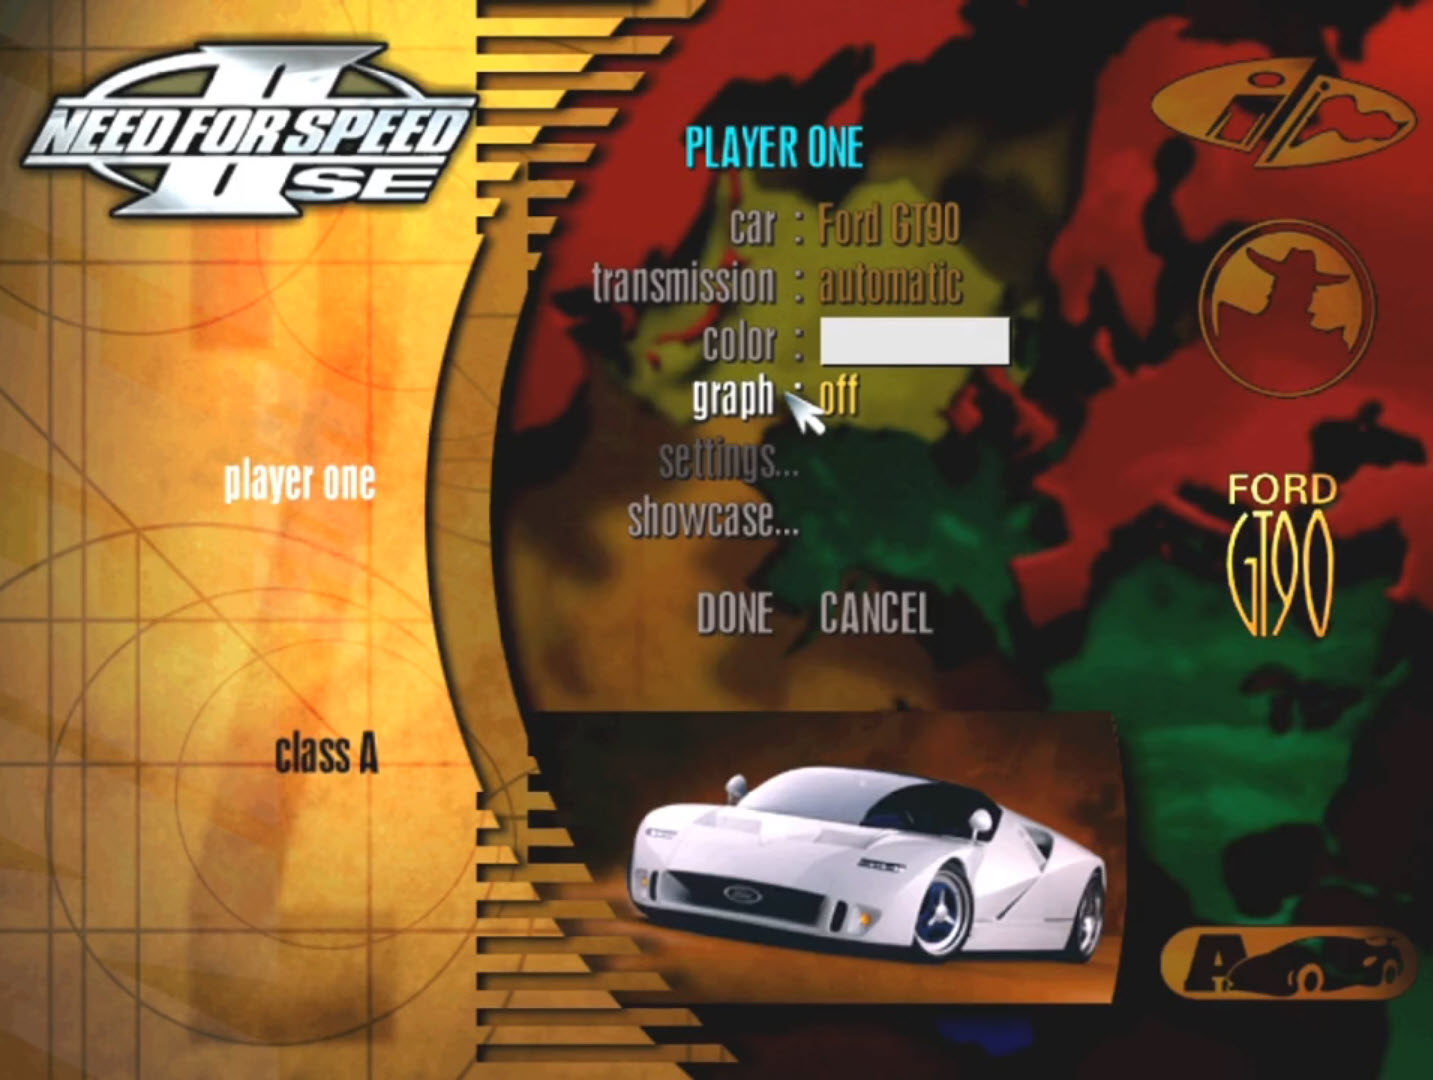 II
NEED FOR SPEED
SE
PLAYER ONE
car : Ford GT90
transmission : automatic
color :
graph : off
settings...
showcase...
DONE CANCEL
player one
class A
FORD
GT90
Ford
A